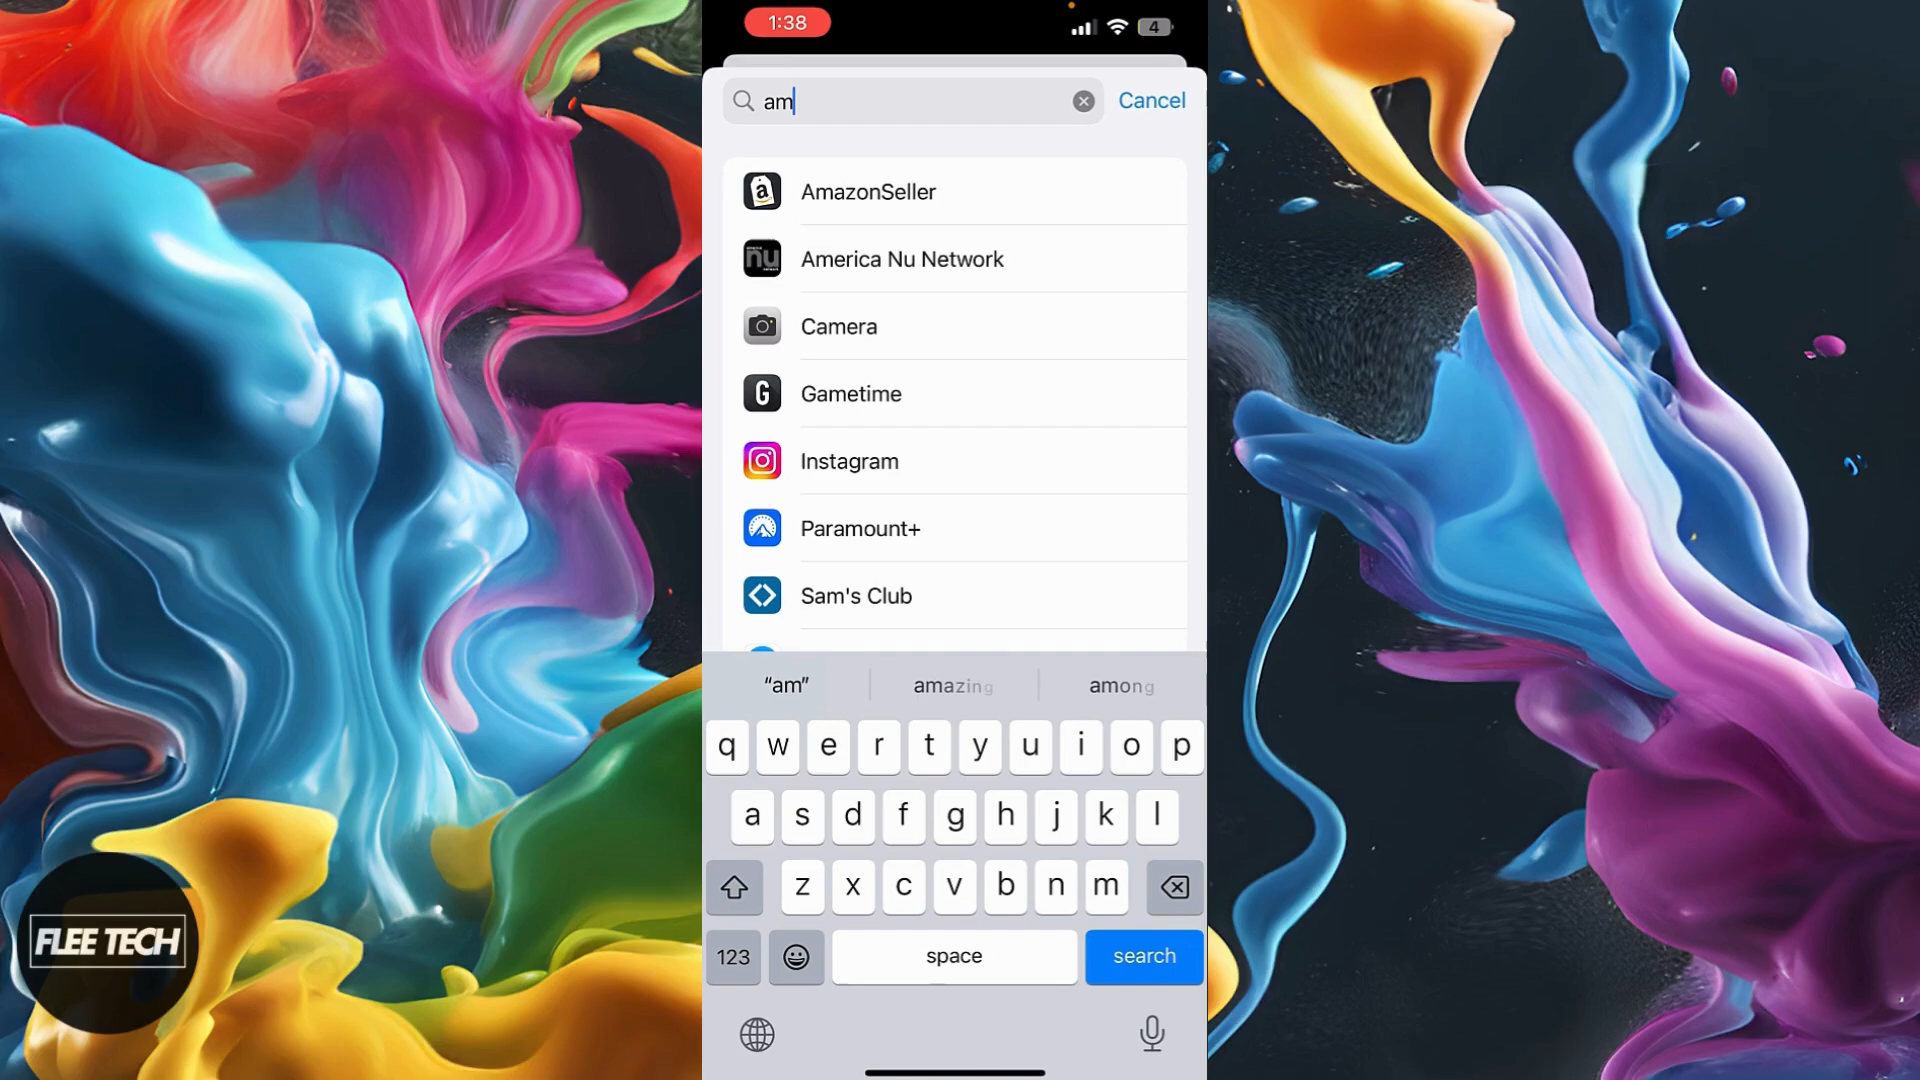 1:38
4
am
Cancel
AmazonSeller
nu
America Nu Network
Camera
G
Gametime
Instagram
Paramount+
Sam's Club
“am” amazing among
q w e r t y u i o p
a s d f g h j k l
z x c v b n m
123 space search
FLEE TECH